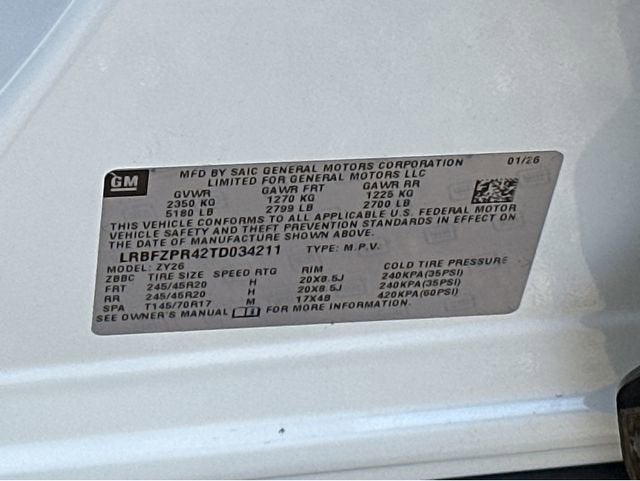 GM
MFD BY SAIC GENERAL MOTORS CORPORATION 01/26
LIMITED FOR GENERAL MOTORS LLC
GVWR GAWR FRT GAWR RR
2350 KG 1270 KG 1225 KG
5180 LB 2799 LB 2700 LB
THIS VEHICLE CONFORMS TO ALL APPLICABLE U.S. FEDERAL MOTOR
VEHICLE SAFETY AND THEFT PREVENTION STANDARDS IN EFFECT ON
THE DATE OF MANUFACTURE SHOWN ABOVE.
LRBFZPR42TD034211 TYPE: M.P.V.
MODEL: ZY26
ZBBC TIRE SIZE SPEED RTG RIM COLD TIRE PRESSURE
FRT 245/45R20 H 20X8.5J 240KPA(35PSI)
RR 245/45R20 H 20X8.5J 240KPA(35PSI)
SPA T145/70R17 M 17X4B 420KPA(60PSI)
SEE OWNER'S MANUAL FOR MORE INFORMATION.